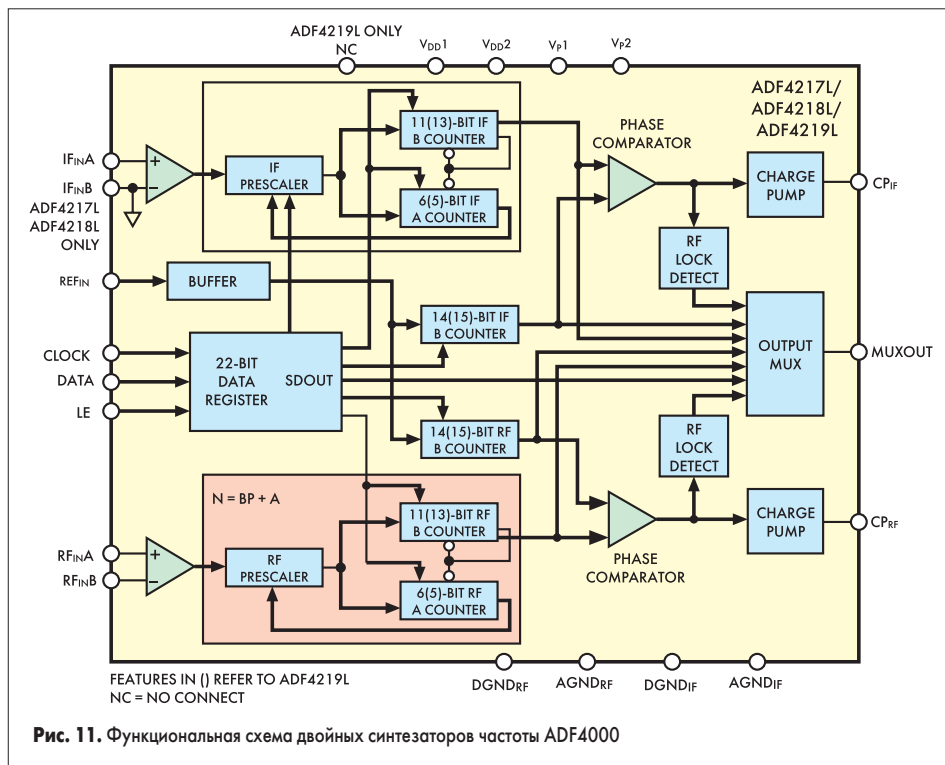 ADF4219L ONLY
NC
VDD1
VDD2
VP1
VP2
ADF4217L/
ADF4218L/
ADF4219L
11(13)-BIT IF
B COUNTER
PHASE
COMPARATOR
IFINA
+
IF
PRESCALER
CHARGE
PUMP
CPIF
IFINB
−
6(5)-BIT IF
A COUNTER
ADF4217L
ADF4218L
ONLY
RF
LOCK
DETECT
REFIN
BUFFER
14(15)-BIT IF
B COUNTER
CLOCK
DATA
LE
22-BIT
DATA
REGISTER
SDOUT
OUTPUT
MUX
MUXOUT
14(15)-BIT RF
B COUNTER
RF
LOCK
DETECT
N = BP + A
11(13)-BIT RF
B COUNTER
CHARGE
PUMP
CPRF
RFINA
+
RF
PRESCALER
PHASE
COMPARATOR
RFINB
−
6(5)-BIT RF
A COUNTER
FEATURES IN () REFER TO ADF4219L
NC = NO CONNECT
DGNDRF
AGNDRF
DGNDIF
AGNDIF
Рис. 11. Функциональная схема двойных синтезаторов частоты ADF4000